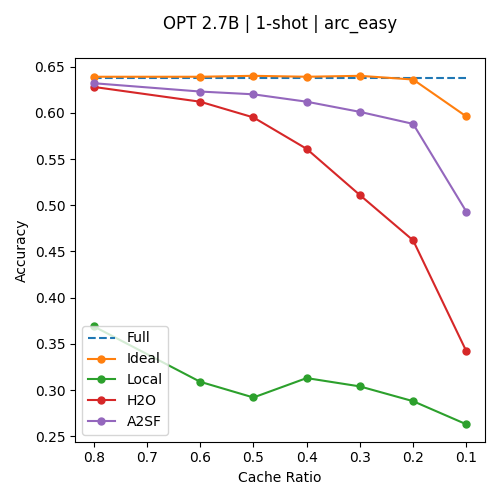 OPT 2.7B | 1-shot | arc_easy
0.65
0.60
0.55
0.50
0.45
0.40
0.35
0.30
0.25
Accuracy
Full
Ideal
Local
H2O
A2SF
0.8 0.7 0.6 0.5 0.4 0.3 0.2 0.1
Cache Ratio